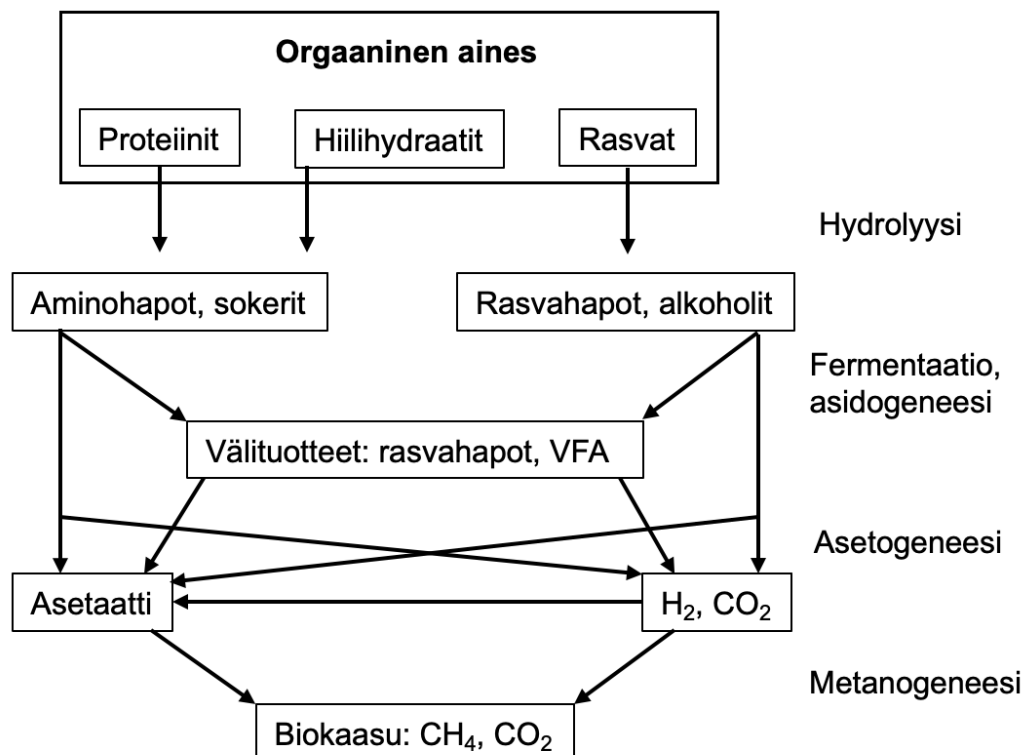 Orgaaninen aines
Proteiinit
Hiilihydraatit
Rasvat
Hydrolyysi
Aminohapot, sokerit
Rasvahapot, alkoholit
Fermentaatio,
asidogeneesi
Välituotteet: rasvahapot, VFA
Asetogeneesi
Asetaatti
H₂, CO₂
Metanogeneesi
Biokaasu: CH₄, CO₂